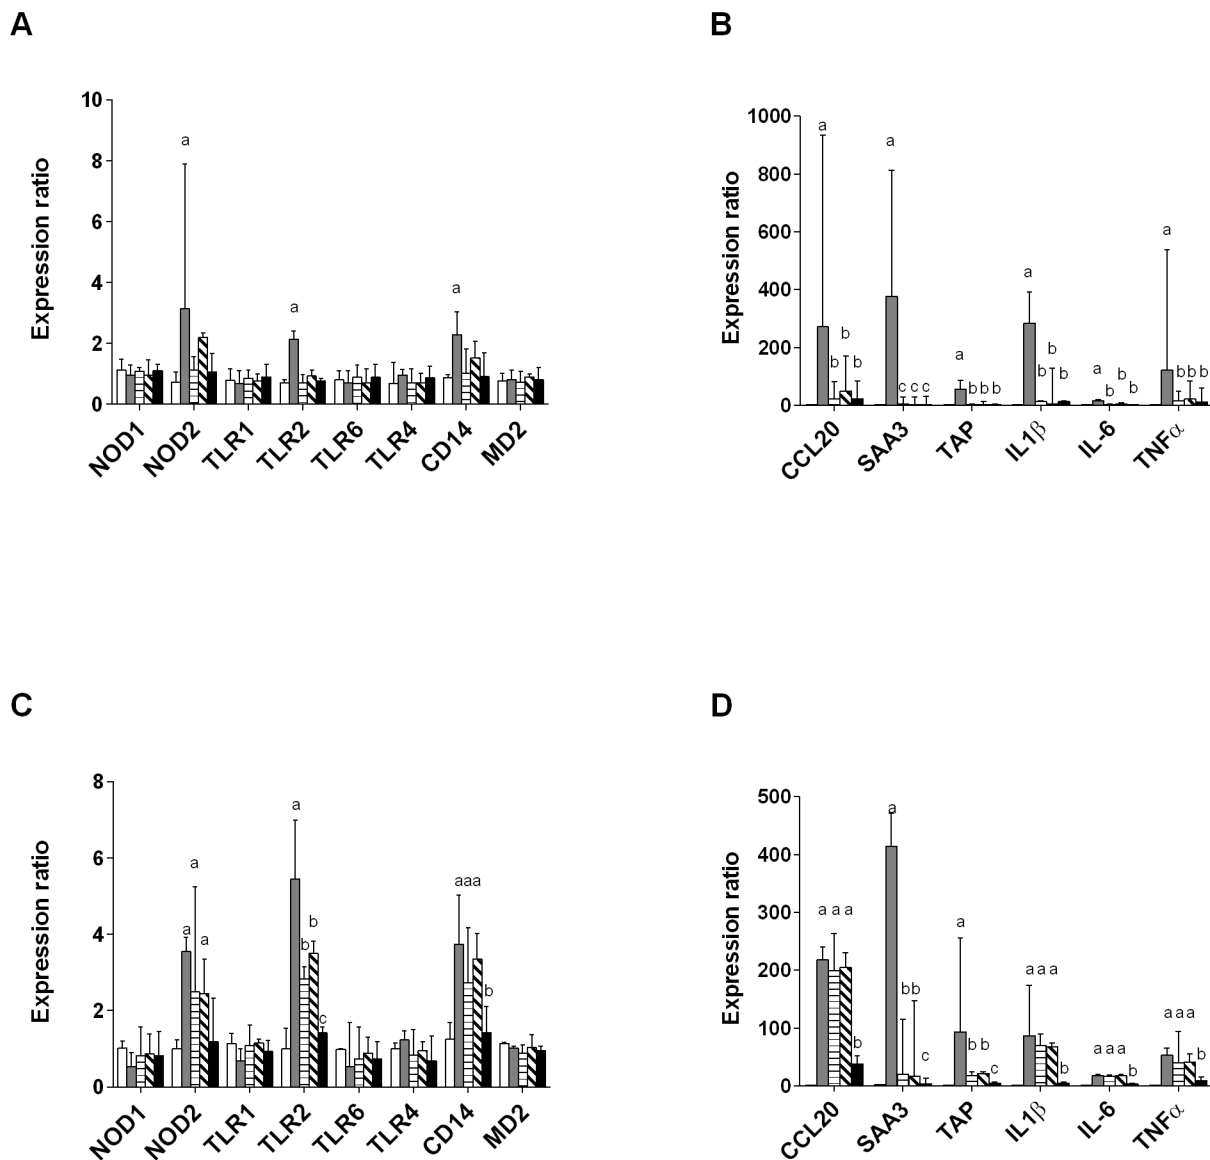 A
Expression ratio
10
8
6
4
2
0
a
a
a
NOD1
NOD2
TLR1
TLR2
TLR6
TLR4
CD14
MD2
B
Expression ratio
1000
800
600
400
200
0
a
b
b
b
a
c c c
a
b b b
a
b
b
b
a
b
b
b
a
b b b
CCL20
SAA3
TAP
IL1β
IL-6
TNFα
C
Expression ratio
8
6
4
2
0
a
a
a
a
b
b
c
a a a
b
NOD1
NOD2
TLR1
TLR2
TLR6
TLR4
CD14
MD2
D
Expression ratio
500
400
300
200
100
0
a a a
b
a
b b
c
a
b b
c
a a a
b
a a a
b
a a a
b
CCL20
SAA3
TAP
IL1β
IL-6
TNFα